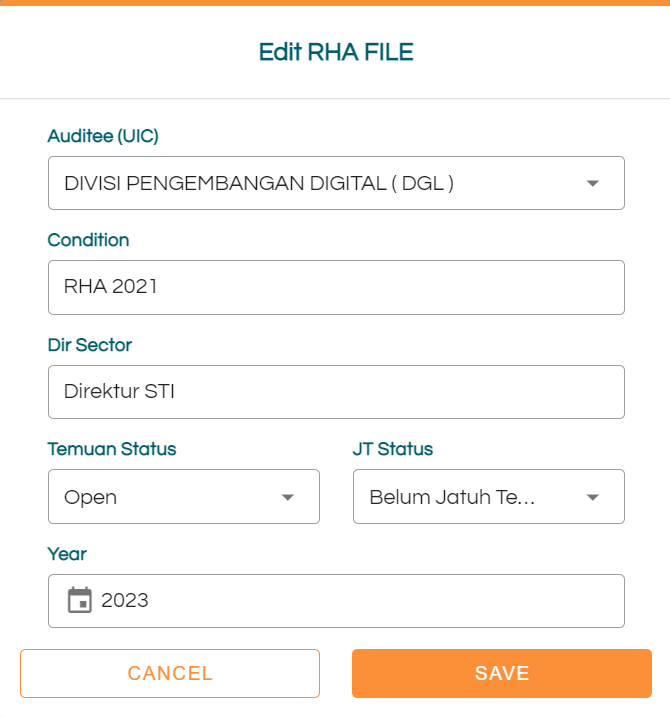 Edit RHA FILE
Auditee (UIC)
DIVISI PENGEMBANGAN DIGITAL ( DGL )
Condition
RHA 2021
Dir Sector
Direktur STI
Temuan Status
JT Status
Open
Belum Jatuh Te...
Year
2023
CANCEL
SAVE